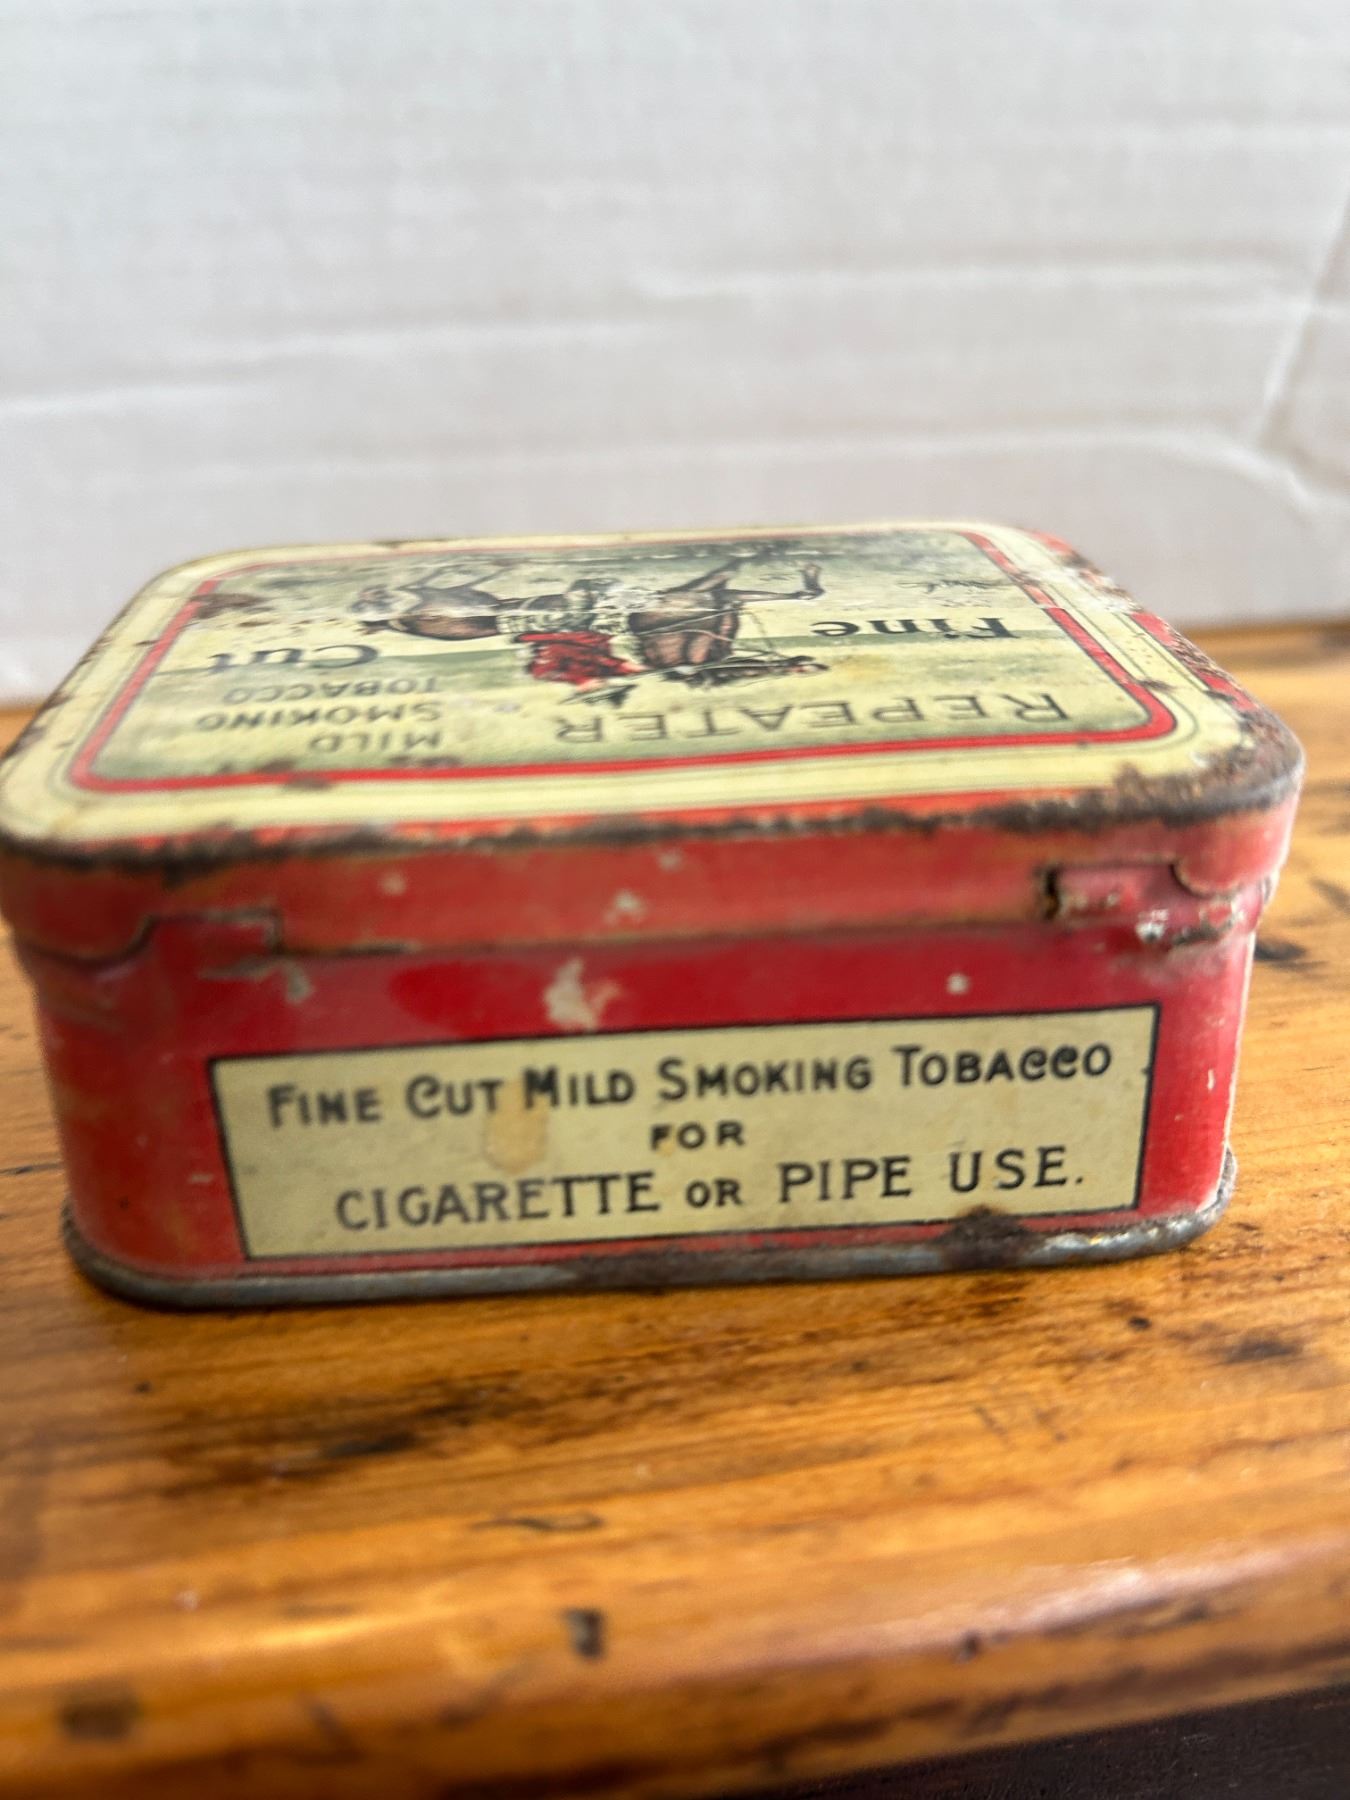 REPEATER
Fine Cut
MILD
SMOKING
TOBACCO
FINE CUT MILD SMOKING TOBACCO
FOR
CIGARETTE OR PIPE USE.